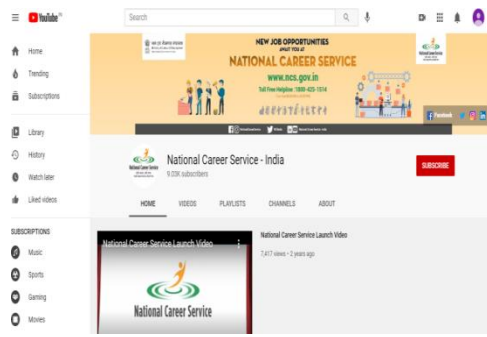 YouTube
Search
Home
Trending
Subscriptions
Library
History
Watch later
Liked videos
SUBSCRIPTIONS
Music
Sports
Gaming
Movies
NEW JOB OPPORTUNITIES
AWAIT YOU AT
NATIONAL CAREER SERVICE
www.ncs.gov.in
Toll Free Helpline :1800-425-1514
Facebook
National Career Service - India
9.03K subscribers
SUBSCRIBE
HOME
VIDEOS
PLAYLISTS
CHANNELS
ABOUT
National Career Service Launch Video
National Career Service
National Career Service Launch Video
7,417 views • 2 years ago